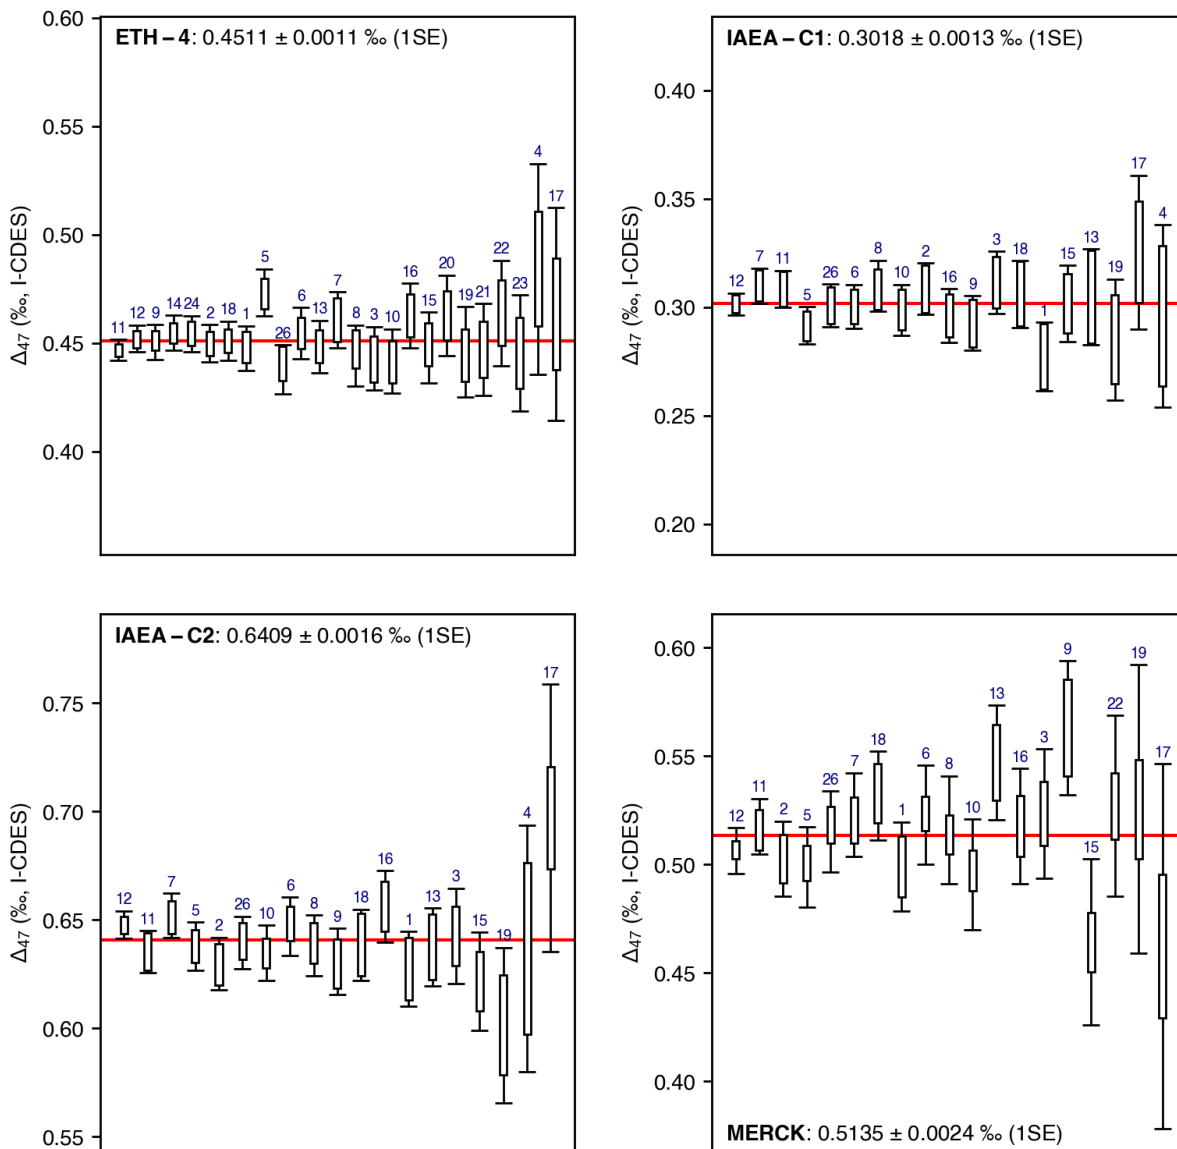 ETH – 4: 0.4511 ± 0.0011 ‰ (1SE)
Δ47 (‰, I-CDES)
0.60
0.55
0.50
0.45
0.40
11 12 9 14 24 2 18 1 5 26 6 13 7 8 3 10 16 15 20 19 21 22 23 4 17
IAEA – C1: 0.3018 ± 0.0013 ‰ (1SE)
Δ47 (‰, I-CDES)
0.40
0.35
0.30
0.25
0.20
12 7 11 5 26 6 8 10 2 16 9 3 18 1 15 13 19 17 4
IAEA – C2: 0.6409 ± 0.0016 ‰ (1SE)
Δ47 (‰, I-CDES)
0.75
0.70
0.65
0.60
0.55
12 11 7 5 2 26 10 6 8 9 18 16 1 13 3 15 19 4 17
Δ47 (‰, I-CDES)
0.60
0.55
0.50
0.45
0.40
12 11 2 5 26 7 18 1 6 8 10 13 16 3 9 15 22 19 17
MERCK: 0.5135 ± 0.0024 ‰ (1SE)